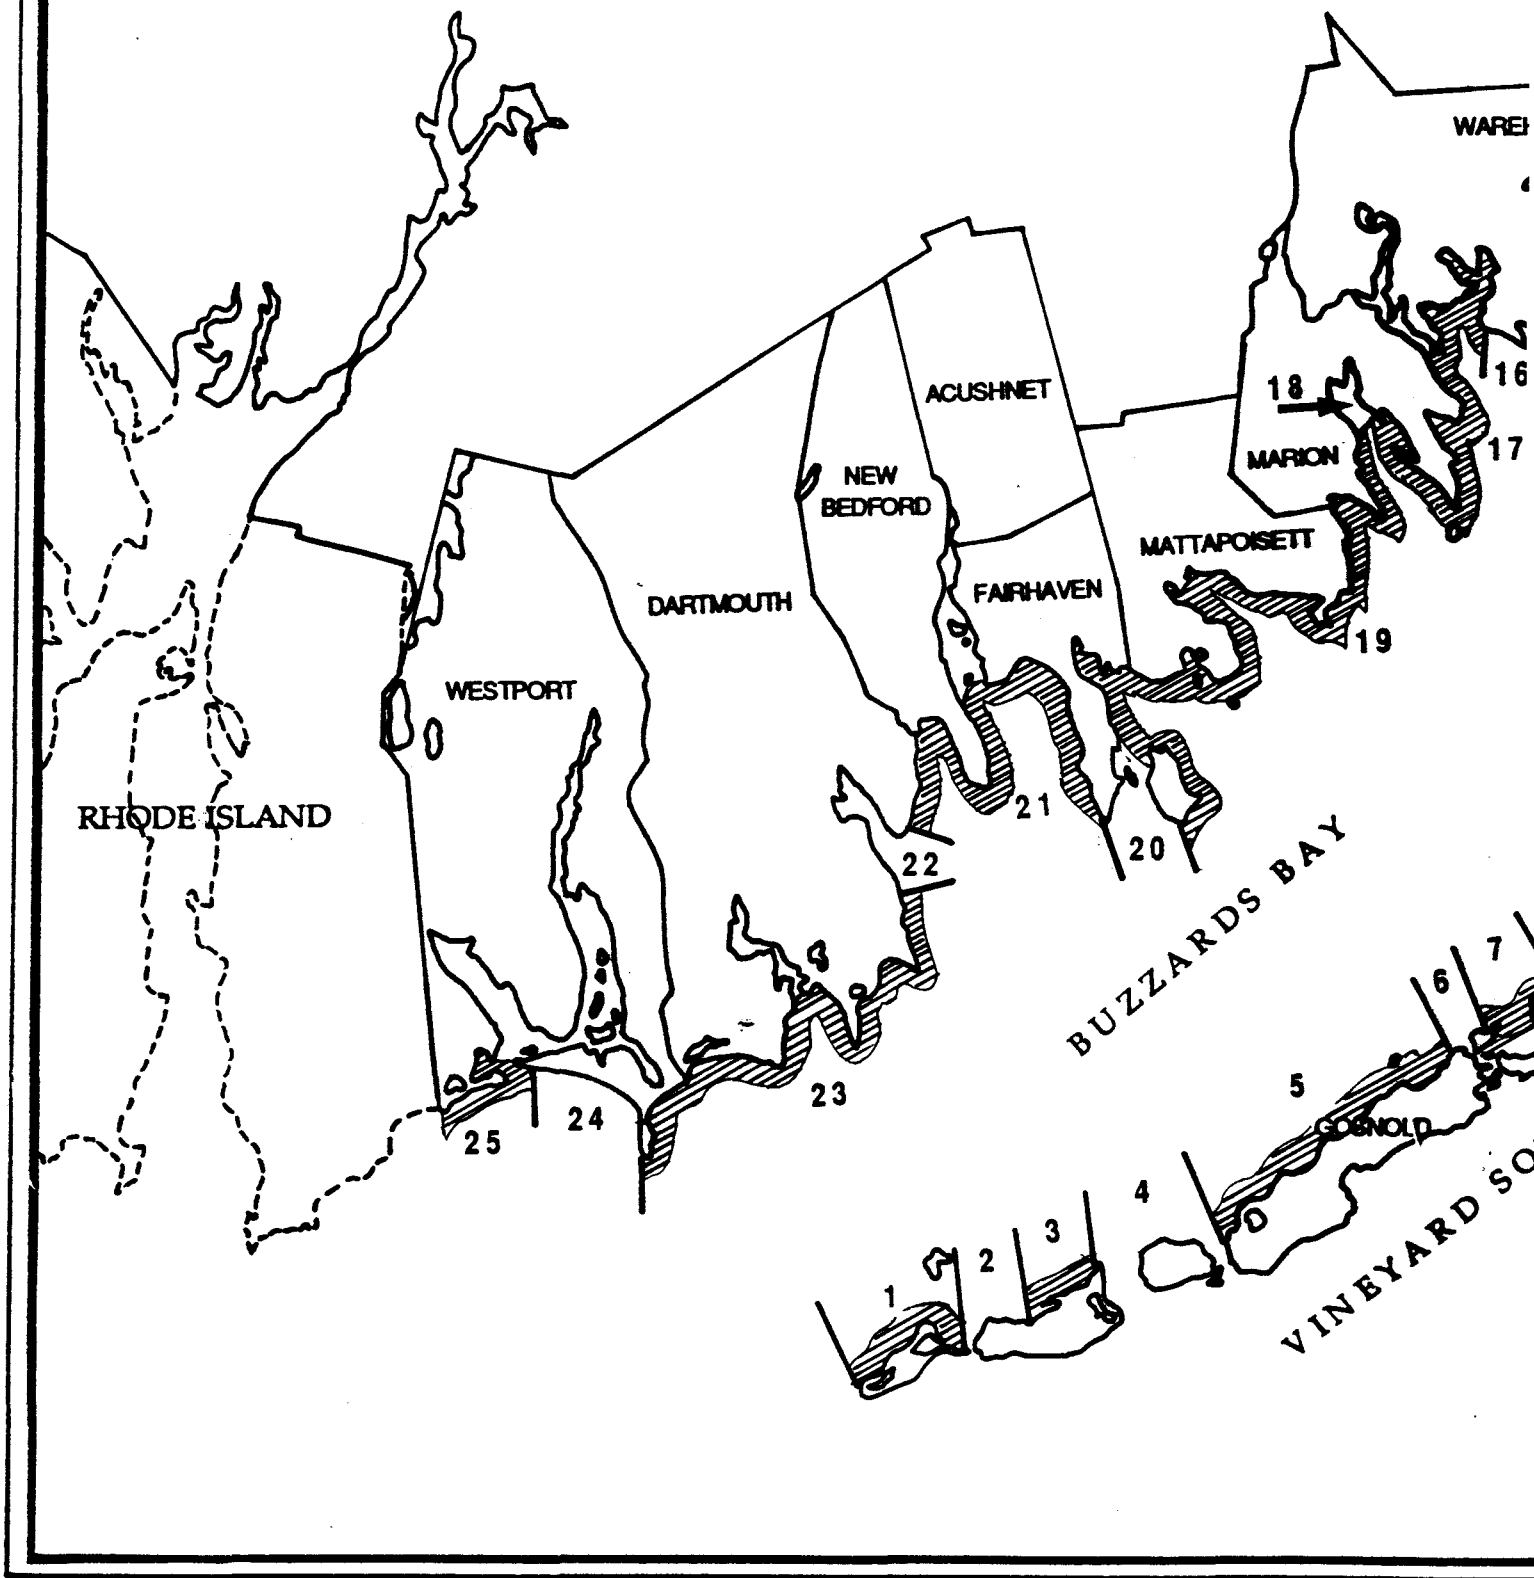 WAREH
16
18
ACUSHNET
17
MARION
NEW
BEDFORD
MATTAPOISETT
FAIRHAVEN
DARTMOUTH
19
WESTPORT
RHODE ISLAND
21
20
22
BUZZARDS BAY
7
6
5
23
GOSNOLD
24
25
VINEYARD SO
4
3
2
1